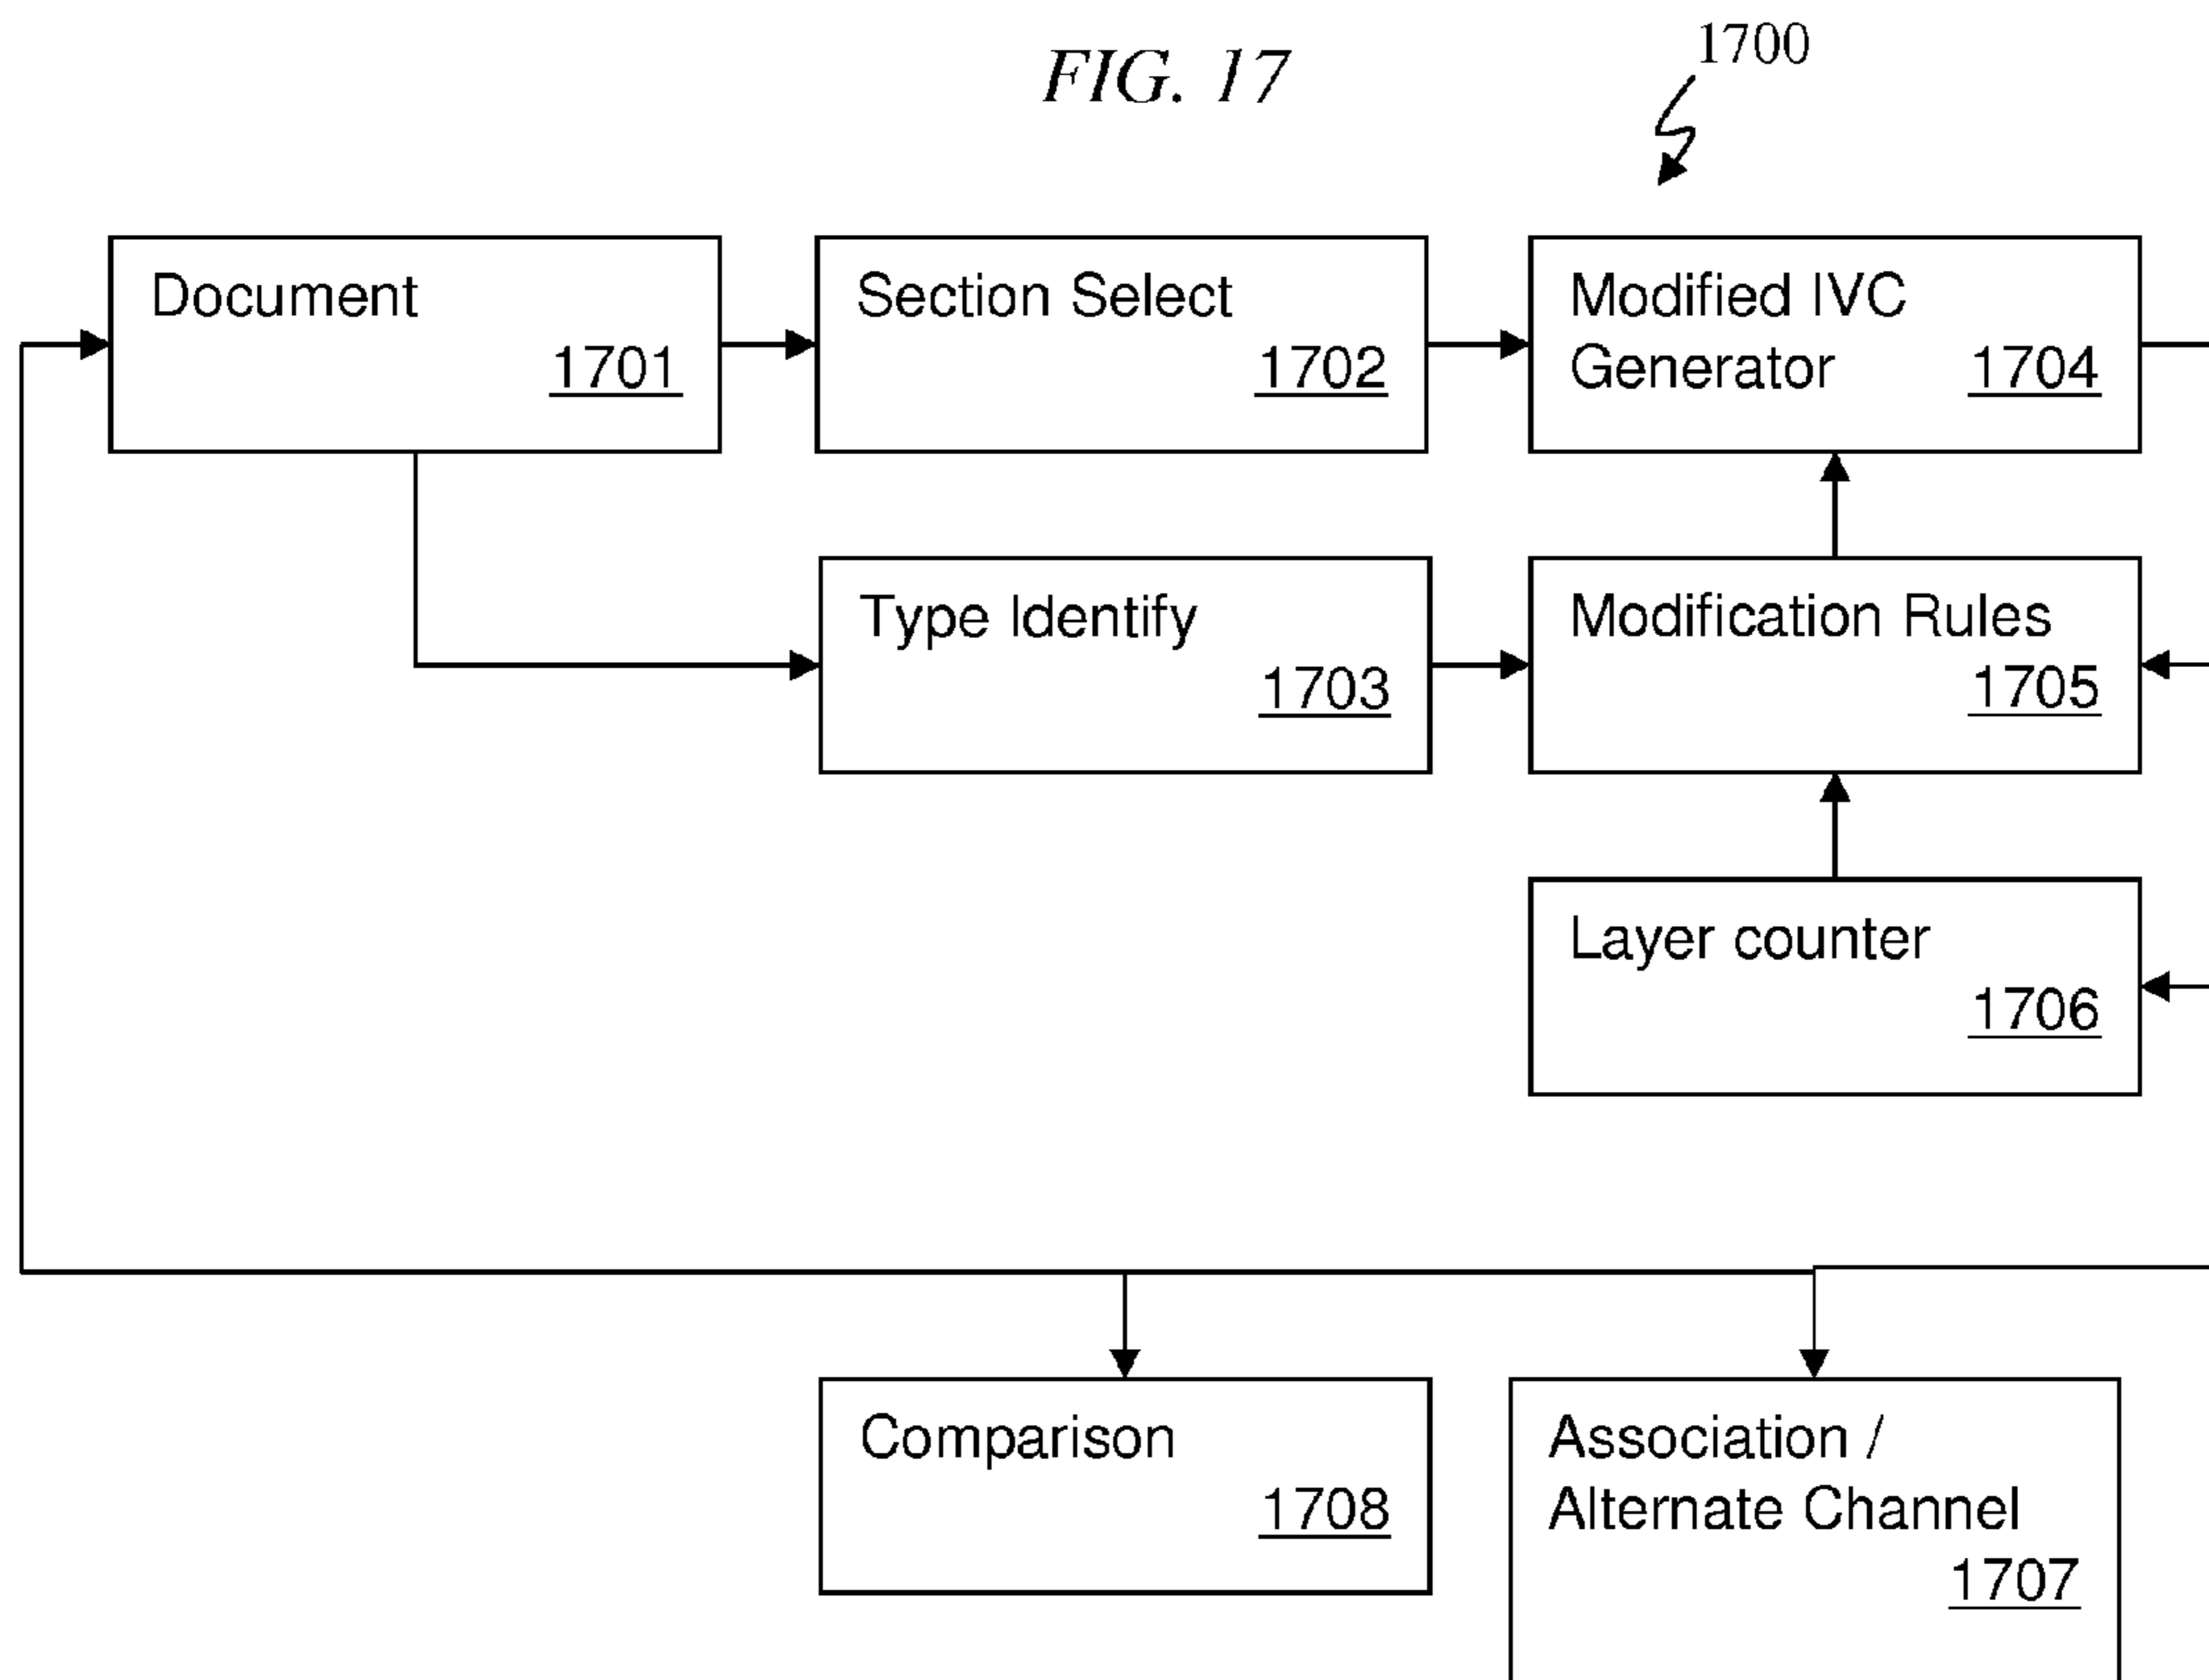 FIG. 17
1700
Document
1701
Section Select
1702
Modified IVC
Generator
1704
Type Identify
1703
Modification Rules
1705
Layer counter
1706
Comparison
1708
Association /
Alternate Channel
1707